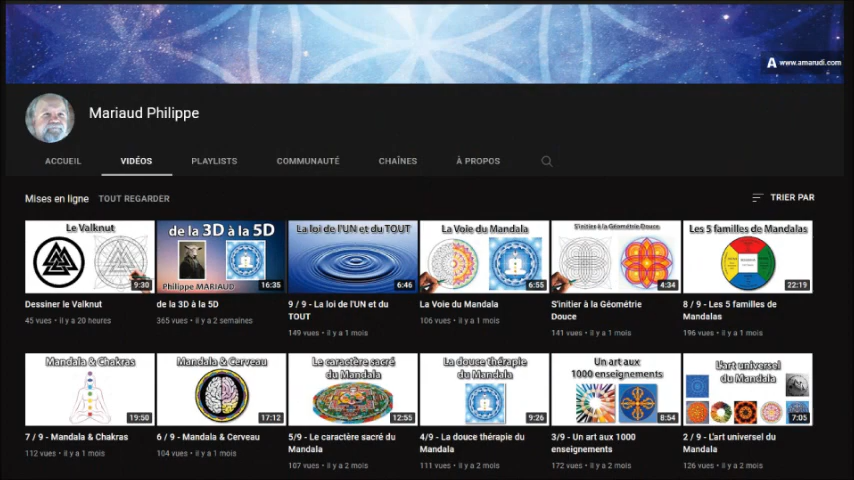 A www.amarudi.com
Mariaud Philippe
ACCUEIL VIDÉOS PLAYLISTS COMMUNAUTÉ CHAÎNES À PROPOS
Mises en ligne TOUT REGARDER TRIER PAR
Le Valknut
9:30
Dessiner le Valknut
45 vues • il y a 20 heures
de la 3D à la 5D
Philippe MARIAUD
16:35
de la 3D à la 5D
365 vues • il y a 2 semaines
La loi de l'UN et du TOUT
6:46
9 / 9 - La loi de l'UN et du
TOUT
149 vues • il y a 1 mois
La Voie du Mandala
6:55
La Voie du Mandala
106 vues • il y a 1 mois
S'initier à la Géométrie Douce
4:34
S'initier à la Géométrie
Douce
141 vues • il y a 1 mois
Les 5 familles de Mandalas
22:19
8 / 9 - Les 5 familles de
Mandalas
196 vues • il y a 1 mois
Mandala & Chakras
19:50
7 / 9 - Mandala & Chakras
112 vues • il y a 1 mois
Mandala & Cerveau
17:12
6 / 9 - Mandala & Cerveau
104 vues • il y a 1 mois
Le caractère sacré
du Mandala
12:55
5/9 - Le caractère sacré du
Mandala
107 vues • il y a 2 mois
La douce thérapie
du Mandala
9:26
4/9 - La douce thérapie du
Mandala
111 vues • il y a 2 mois
Un art aux
1000 enseignements
8:54
3/9 - Un art aux 1000
enseignements
172 vues • il y a 2 mois
L'art universel
du Mandala
7:05
2 / 9 - L'art universel du
Mandala
126 vues • il y a 2 mois